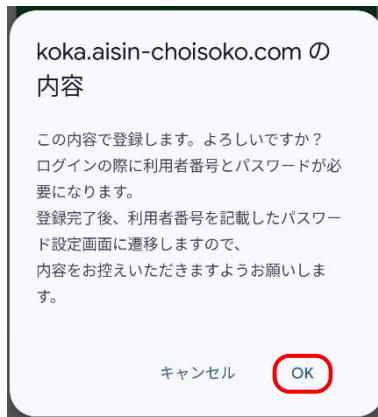 koka.aisin-choisoko.com の
内容
この内容で登録します。よろしいですか？
ログインの際に利用者番号とパスワードが必
要になります。
登録完了後、利用者番号を記載したパスワー
ド設定画面に遷移しますので、
内容をお控えいただきますようお願いしま
す。
キャンセル
OK